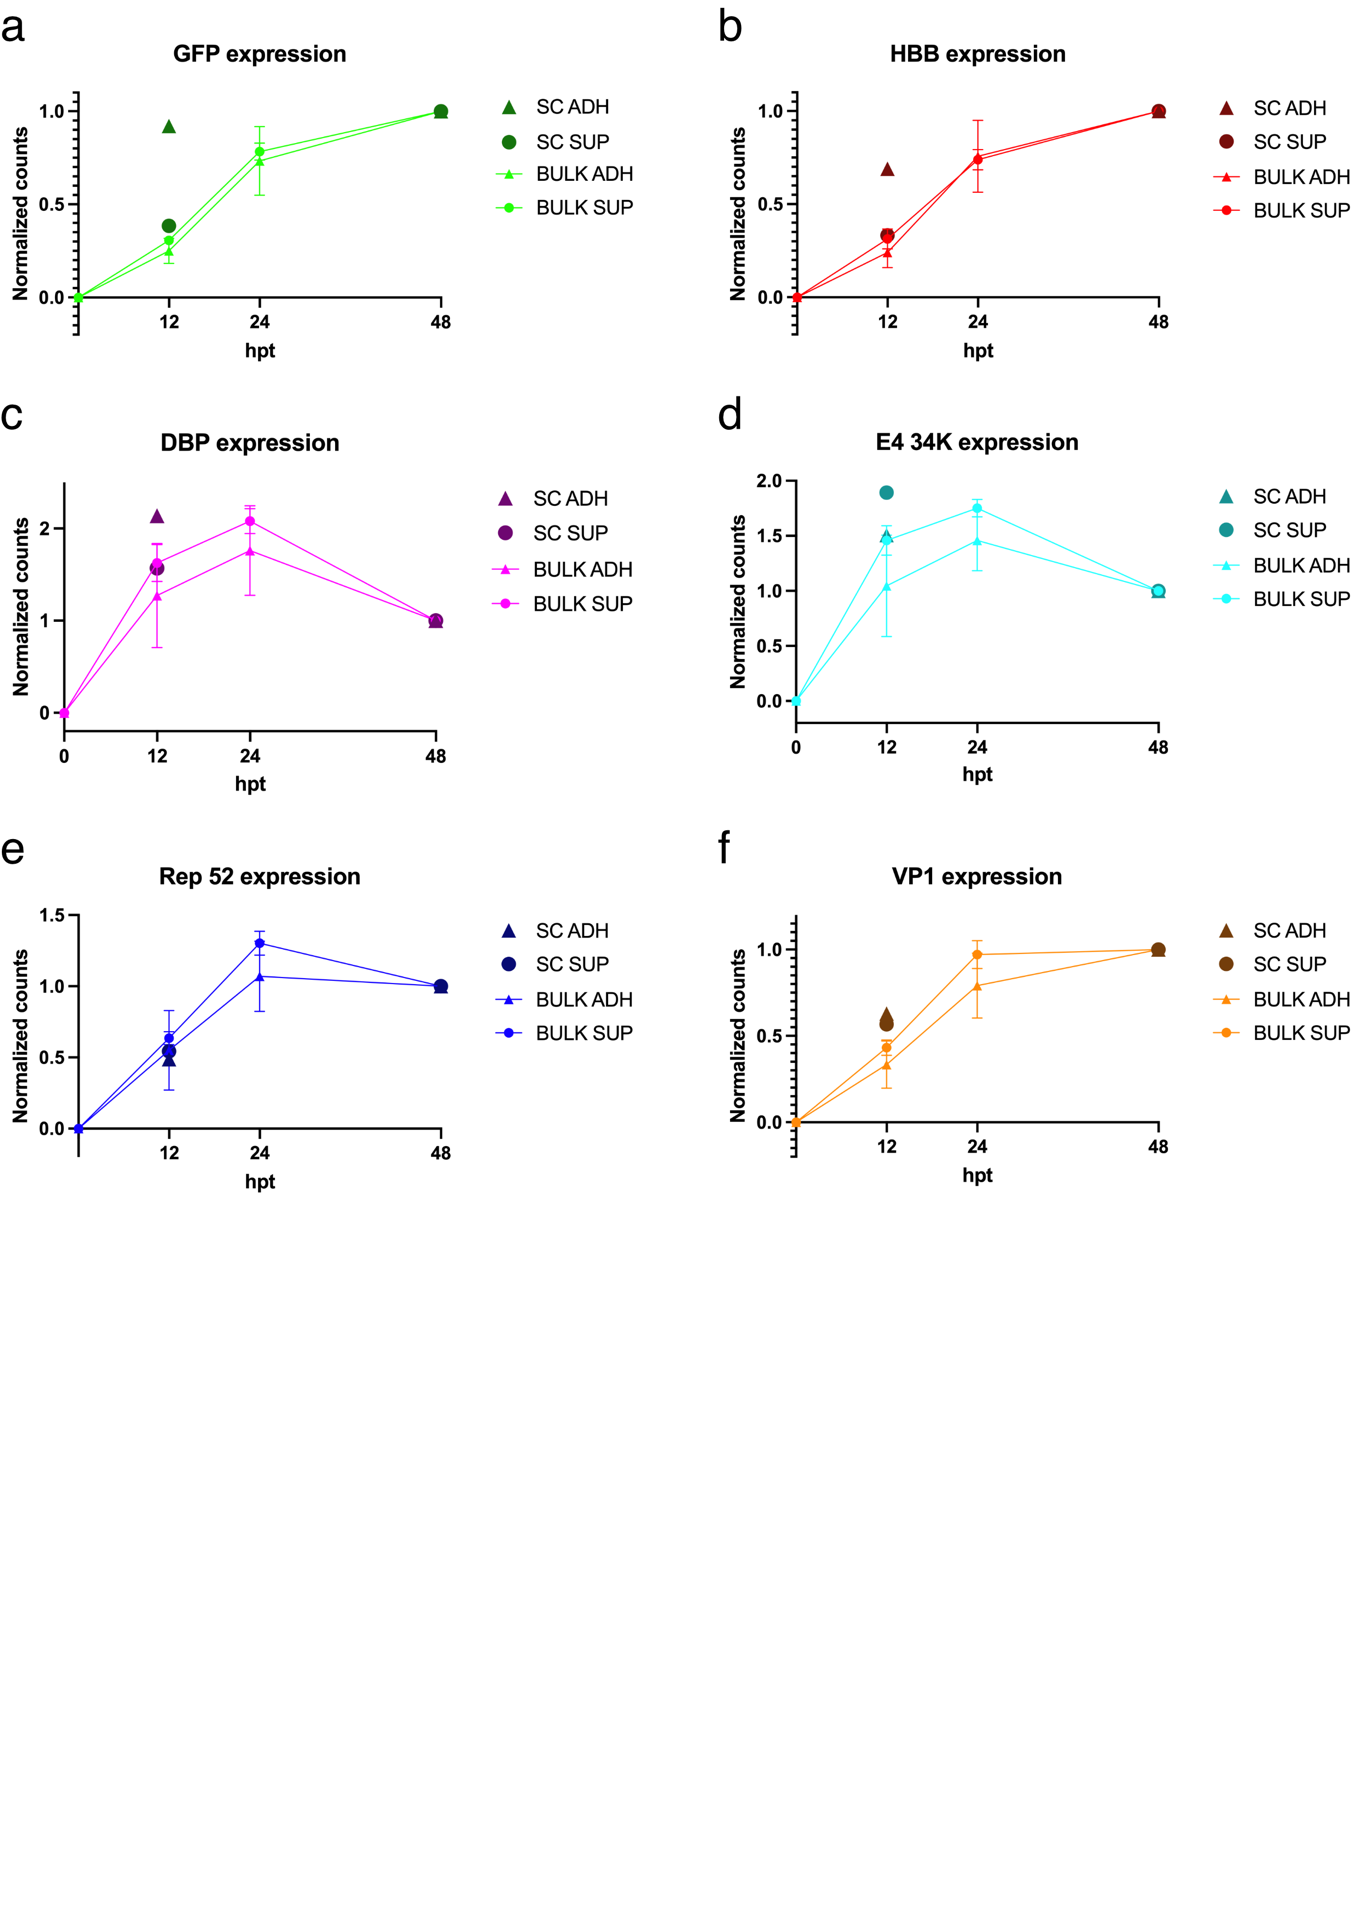 a
GFP expression
Normalized counts
1.0
0.5
0.0
12
24
48
hpt
SC ADH
SC SUP
BULK ADH
BULK SUP
b
HBB expression
Normalized counts
1.0
0.5
0.0
12
24
48
hpt
SC ADH
SC SUP
BULK ADH
BULK SUP
c
DBP expression
Normalized counts
2
1
0
0
12
24
48
hpt
SC ADH
SC SUP
BULK ADH
BULK SUP
d
E4 34K expression
Normalized counts
2.0
1.5
1.0
0.5
0.0
0
12
24
48
hpt
SC ADH
SC SUP
BULK ADH
BULK SUP
e
Rep 52 expression
Normalized counts
1.5
1.0
0.5
0.0
12
24
48
hpt
SC ADH
SC SUP
BULK ADH
BULK SUP
f
VP1 expression
Normalized counts
1.0
0.5
0.0
12
24
48
hpt
SC ADH
SC SUP
BULK ADH
BULK SUP